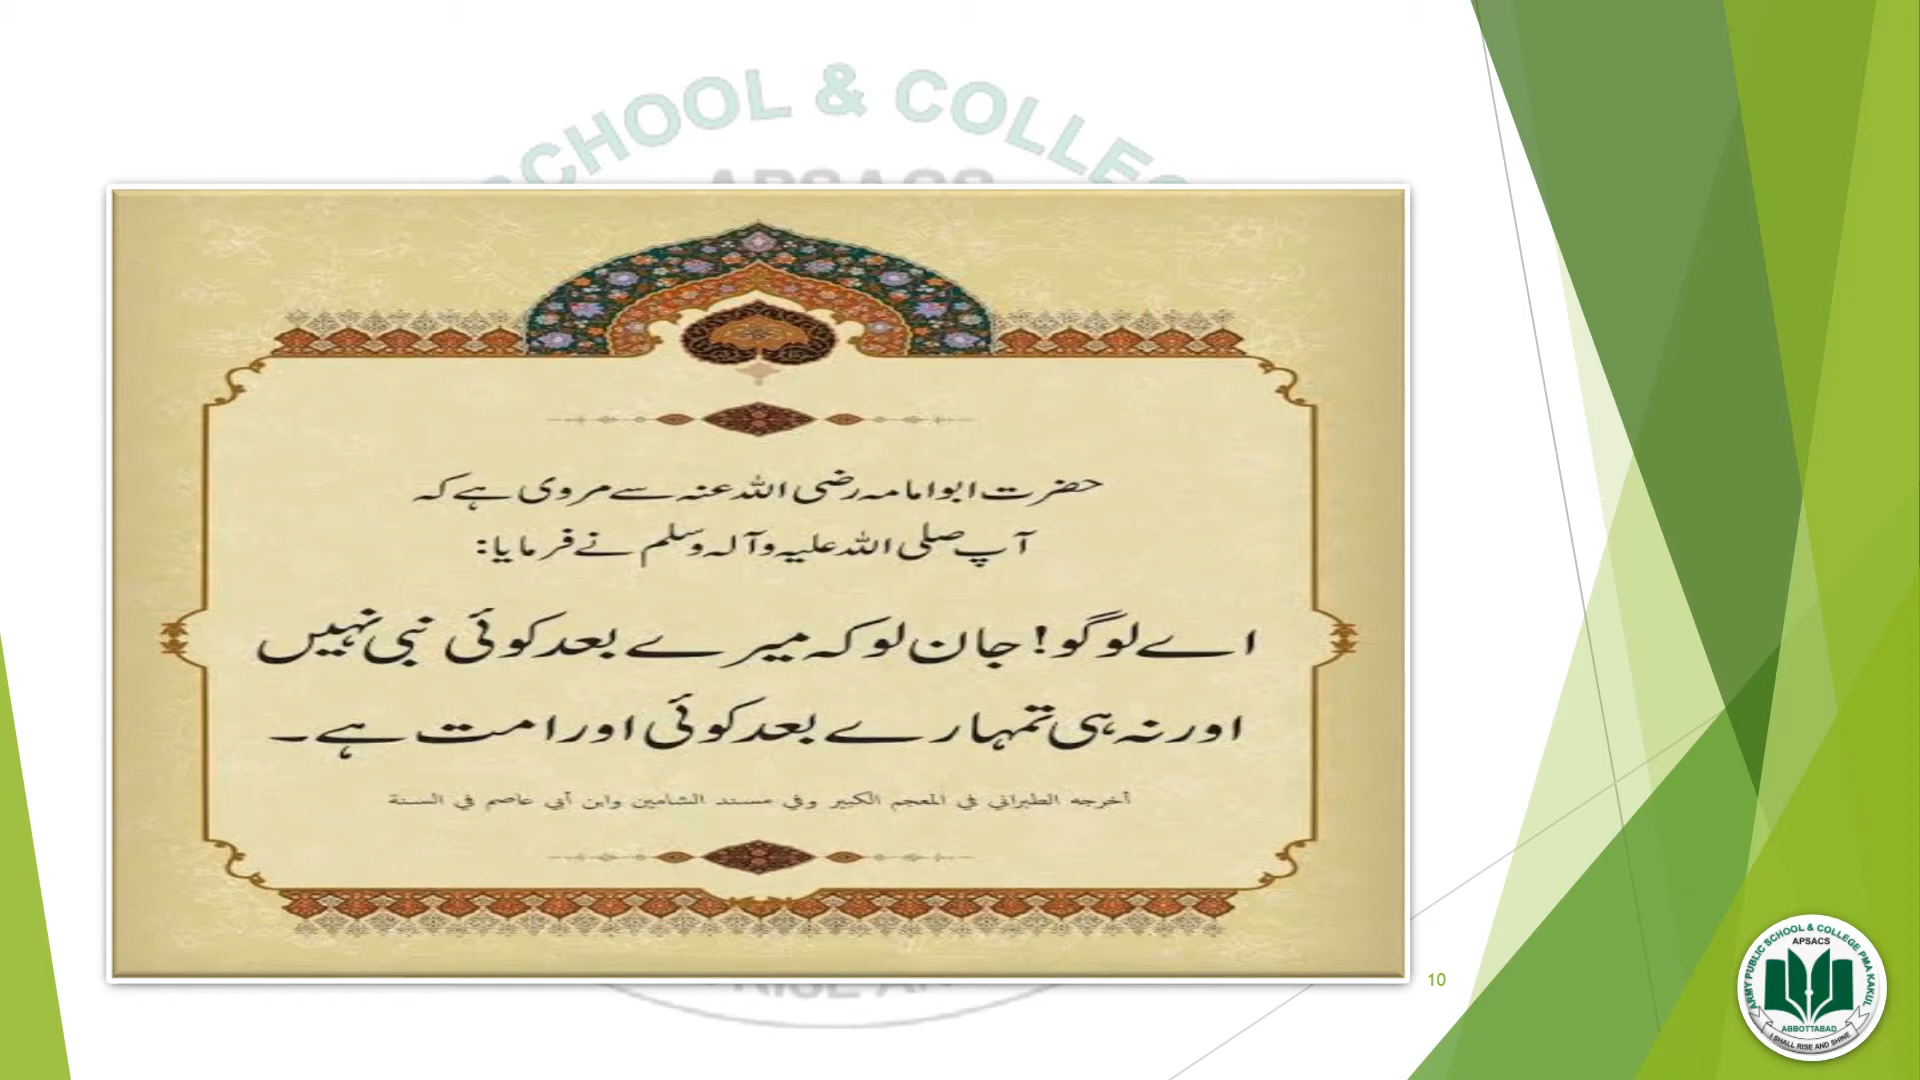 SCHOOL & COLLEG
APSACS
حضرت ابوامامہ رضی اللہ عنہ سے مروی ہے کہ
آپ صلی اللہ علیہ وآلہ وسلم نے فرمایا:
اے لوگو! جان لو کہ میرے بعد کوئی نبی نہیں
اور نہ ہی تمہارے بعد کوئی اور امت ہے۔
أخرجه الطبراني في المعجم الكبير وفي مسند الشامين وابن أبي عاصم في السنة
10
ARMY PUBLIC SCHOOL & COLLEGE PMA KAKUL
APSACS
ABBOTTABAD
I SHALL RISE AND SHINE